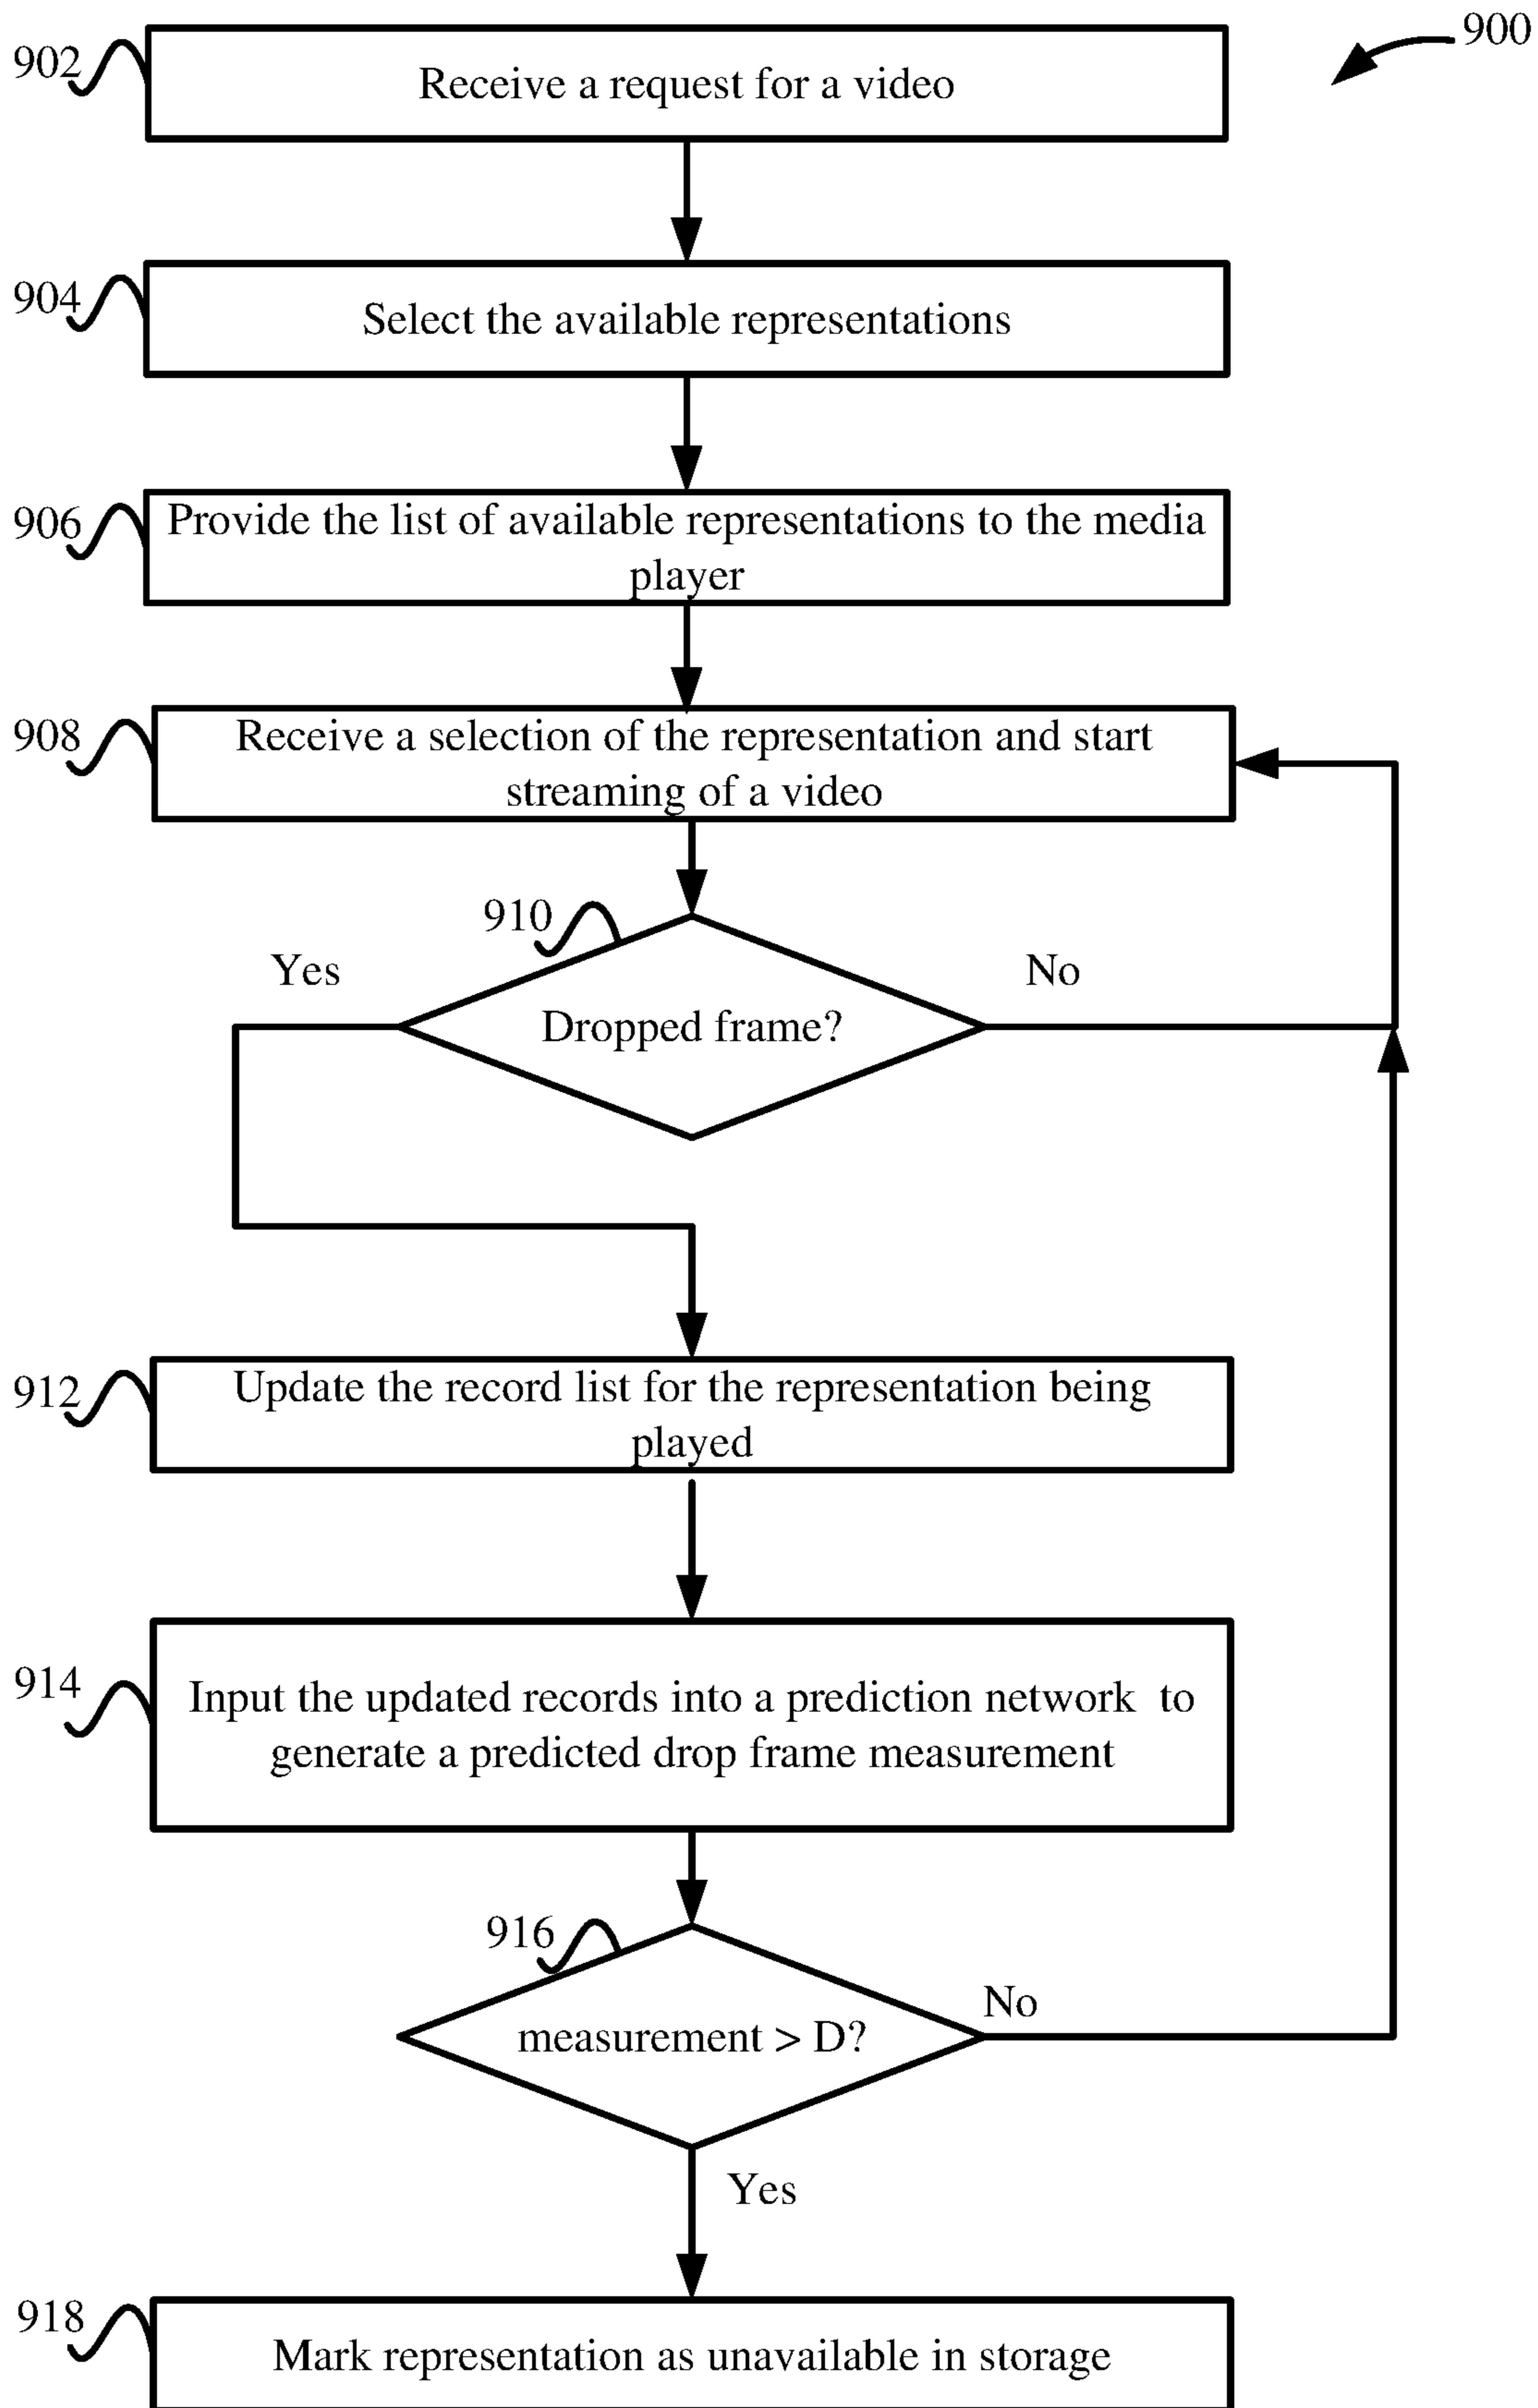 900
902
Receive a request for a video
904
Select the available representations
906
Provide the list of available representations to the media
player
908
Receive a selection of the representation and start
streaming of a video
910
Yes
No
Dropped frame?
912
Update the record list for the representation being
played
914
Input the updated records into a prediction network to
generate a predicted drop frame measurement
916
No
measurement > D?
Yes
918
Mark representation as unavailable in storage